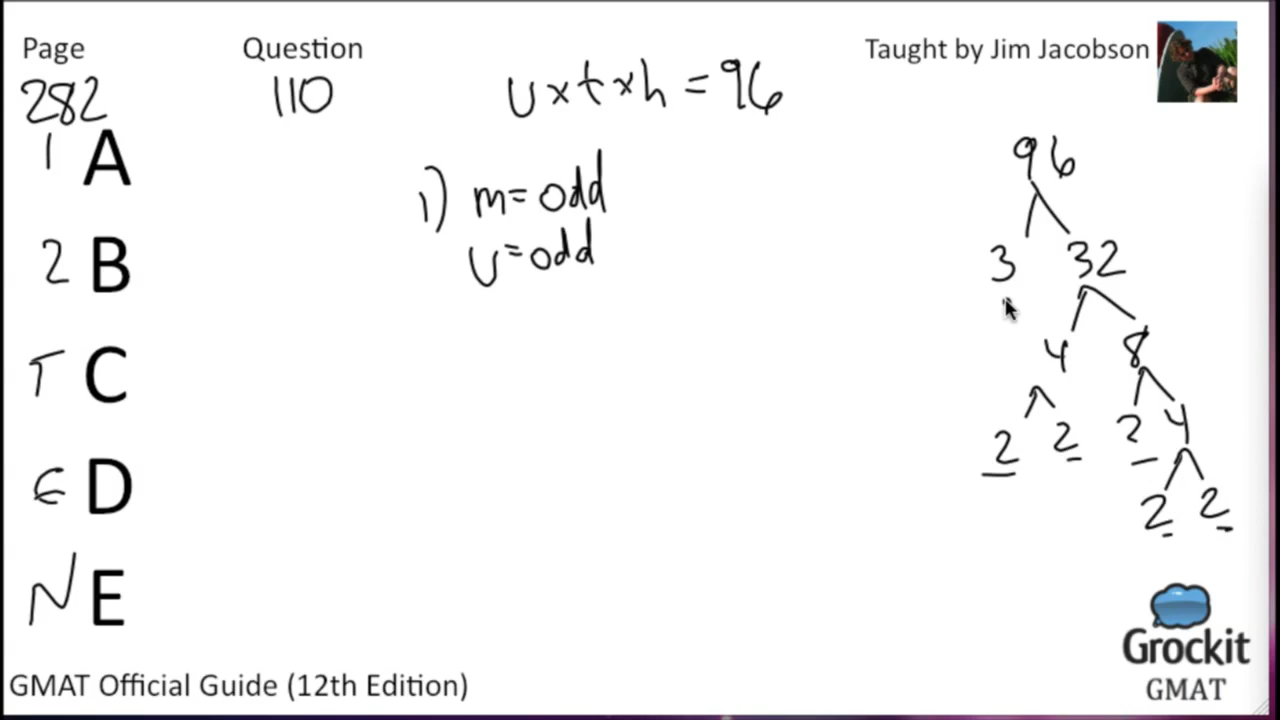 Page Question Taught by Jim Jacobson
282 110 u x t x h = 96
1 A
1) m = odd
u = odd
2 B
T C
E D
N E
96
3 32
4 8
2 2 2 4
2 2
Grockit
GMAT
GMAT Official Guide (12th Edition)